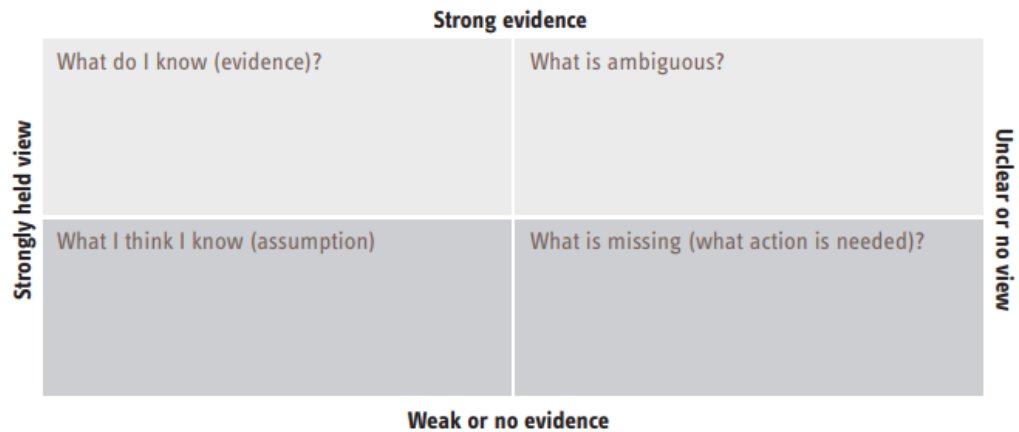 Strong evidence
What do I know (evidence)?
What is ambiguous?
Strongly held view
Unclear or no view
What I think I know (assumption)
What is missing (what action is needed)?
Weak or no evidence